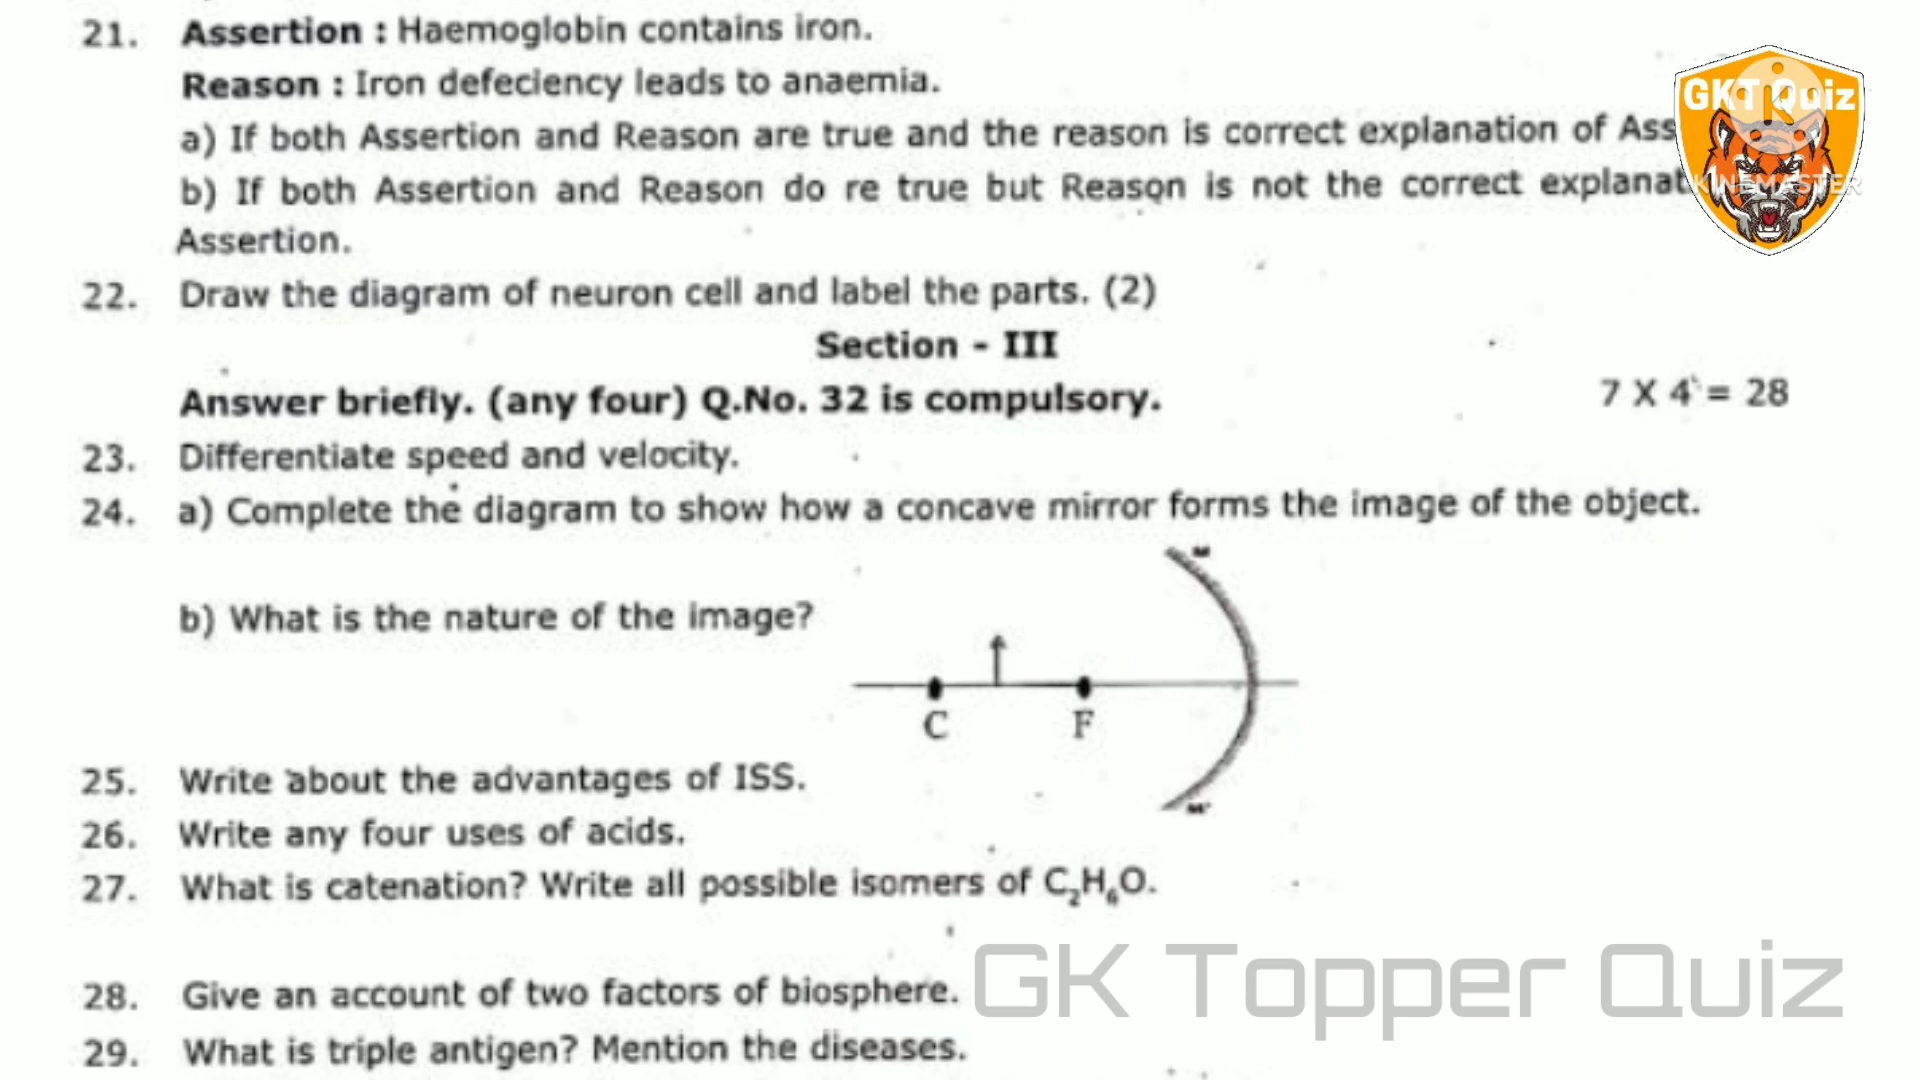 21. Assertion : Haemoglobin contains iron.
Reason : Iron defeciency leads to anaemia.
a) If both Assertion and Reason are true and the reason is correct explanation of Ass
b) If both Assertion and Reason do re true but Reason is not the correct explanat
Assertion.
GKT Quiz
KINEMASTER
22. Draw the diagram of neuron cell and label the parts. (2)
Section - III
Answer briefly. (any four) Q.No. 32 is compulsory. 7 X 4 = 28
23. Differentiate speed and velocity.
24. a) Complete the diagram to show how a concave mirror forms the image of the object.
M
b) What is the nature of the image?
C F
M'
25. Write about the advantages of ISS.
26. Write any four uses of acids.
27. What is catenation? Write all possible isomers of C₂H₆O.
28. Give an account of two factors of biosphere.
GK Topper Quiz
29. What is triple antigen? Mention the diseases.